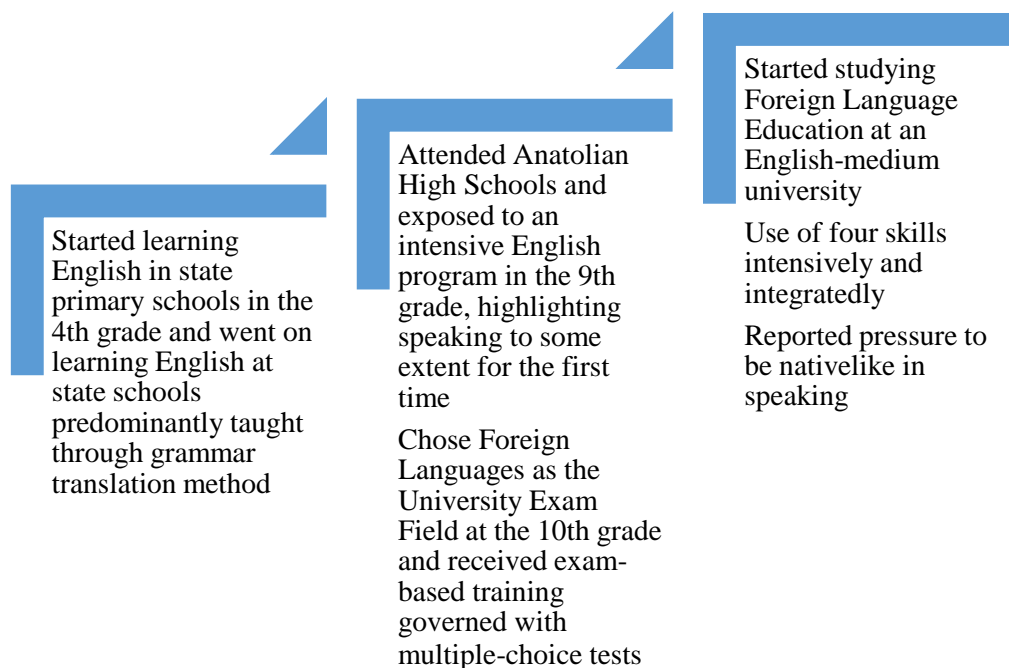 Started learning
English in state
primary schools in the
4th grade and went on
learning English at
state schools
predominantly taught
through grammar
translation method
Attended Anatolian
High Schools and
exposed to an
intensive English
program in the 9th
grade, highlighting
speaking to some
extent for the first
time
Chose Foreign
Languages as the
University Exam
Field at the 10th grade
and received exam-
based training
governed with
multiple-choice tests
Started studying
Foreign Language
Education at an
English-medium
university
Use of four skills
intensively and
integratedly
Reported pressure to
be nativelike in
speaking